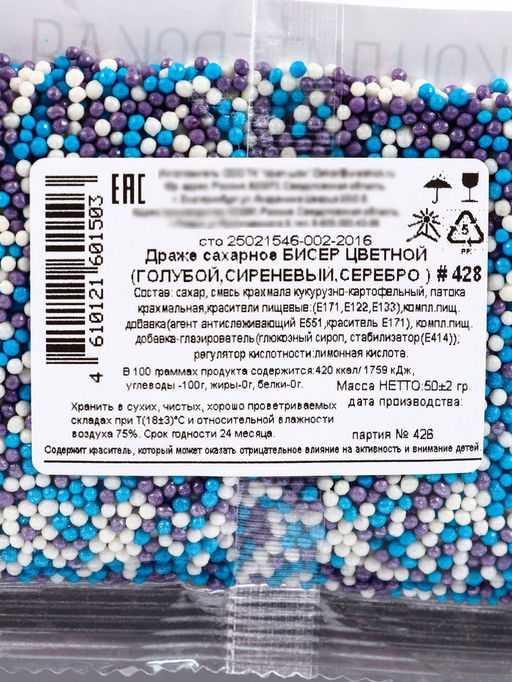 EAC
4 610121 601503
5
PP
сто 25021546-002-2016
Драже сахарное БИСЕР ЦВЕТНОЙ
(ГОЛУБОЙ,СИРЕНЕВЫЙ,СЕРЕБРО ) # 428
Состав: сахар, смесь крахмала кукурузно-картофельный, патока
крахмальная,красители пищевые:(Е171,Е122,Е133),компл.пищ.
добавка(агент антислеживающий Е551,краситель Е171), компл.пищ.
добавка-глазирователь(глюкозный сироп, стабилизатор(Е414));
регулятор кислотности:лимонная кислота.
В 100 граммах продукта содержится:420 ккал/ 1759 кДж,
углеводы -100г, жиры-0г, белки-0г.
Масса НЕТТО:50±2 гр.
дата производства:
Хранить в сухих, чистых, хорошо проветриваемых
складах при Т(18±3)*С и относительной влажности
воздуха 75%. Срок годности 24 месяца.
партия № 426
Содержит краситель, который может оказать отрицательное влияние на активность и внимание детей.